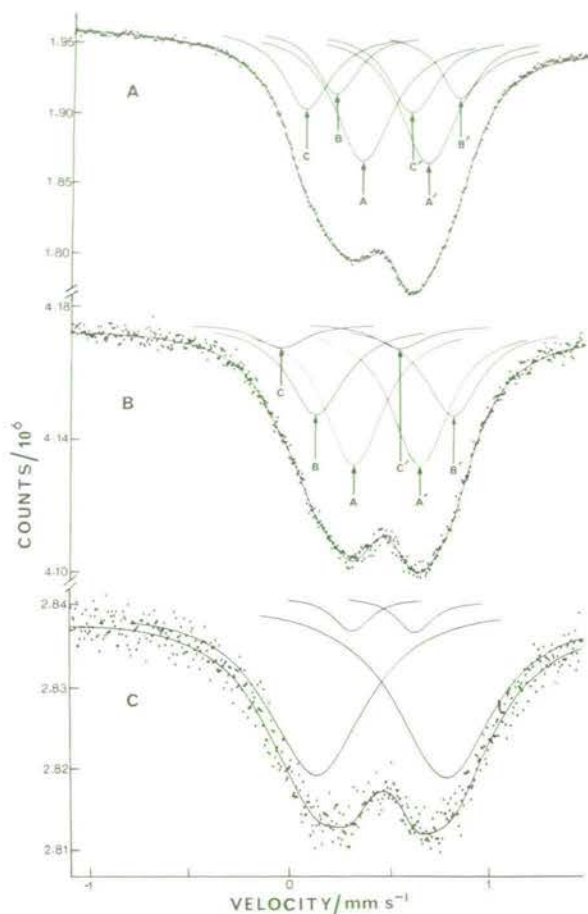 1.95
1.90
1.85
1.80
A
C
B
A
C'
A'
B'
4.18
4.14
4.10
B
C
B
A
C'
A'
B'
COUNTS/10⁶
2.84
2.83
2.82
2.81
C
-1
0
1
VELOCITY/mm s⁻¹